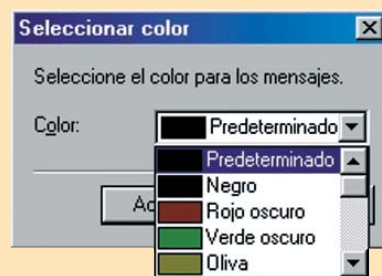 Seleccionar color
Seleccione el color para los mensajes.
Color: Predeterminado
Predeterminado
Negro
Rojo oscuro
Verde oscuro
Oliva